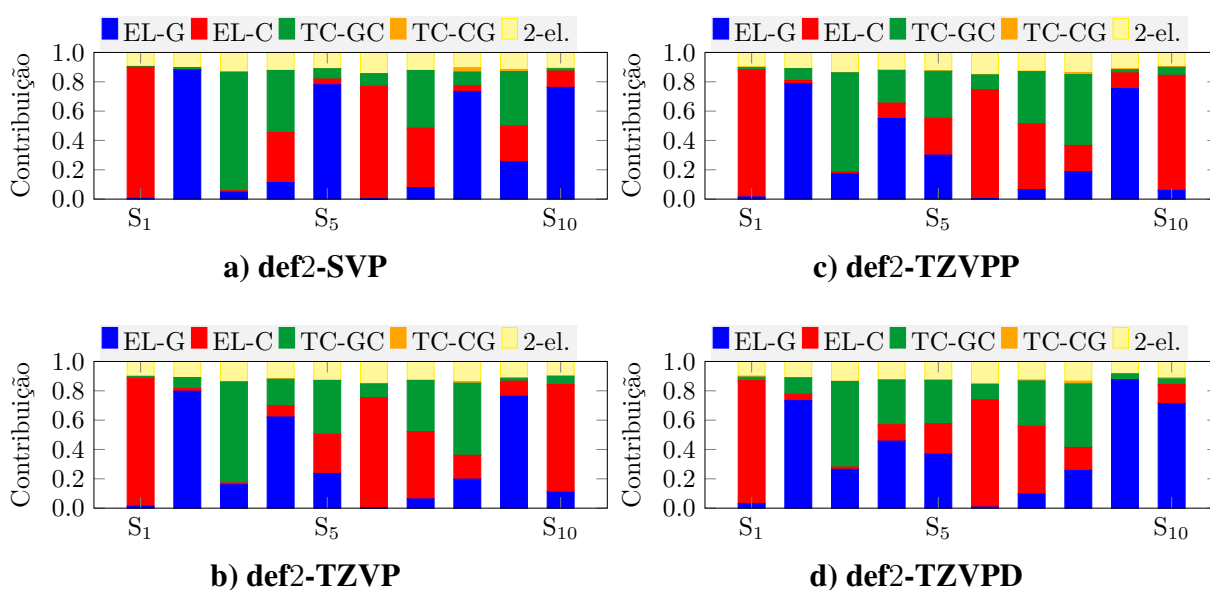 EL-G EL-C TC-GC TC-CG 2-el.
Contribuição
1.0
0.8
0.6
0.4
0.2
0.0
S₁ S₅ S₁₀
a) def2-SVP
EL-G EL-C TC-GC TC-CG 2-el.
Contribuição
1.0
0.8
0.6
0.4
0.2
0.0
S₁ S₅ S₁₀
c) def2-TZVPP
EL-G EL-C TC-GC TC-CG 2-el.
Contribuição
1.0
0.8
0.6
0.4
0.2
0.0
S₁ S₅ S₁₀
b) def2-TZVP
EL-G EL-C TC-GC TC-CG 2-el.
Contribuição
1.0
0.8
0.6
0.4
0.2
0.0
S₁ S₅ S₁₀
d) def2-TZVPD